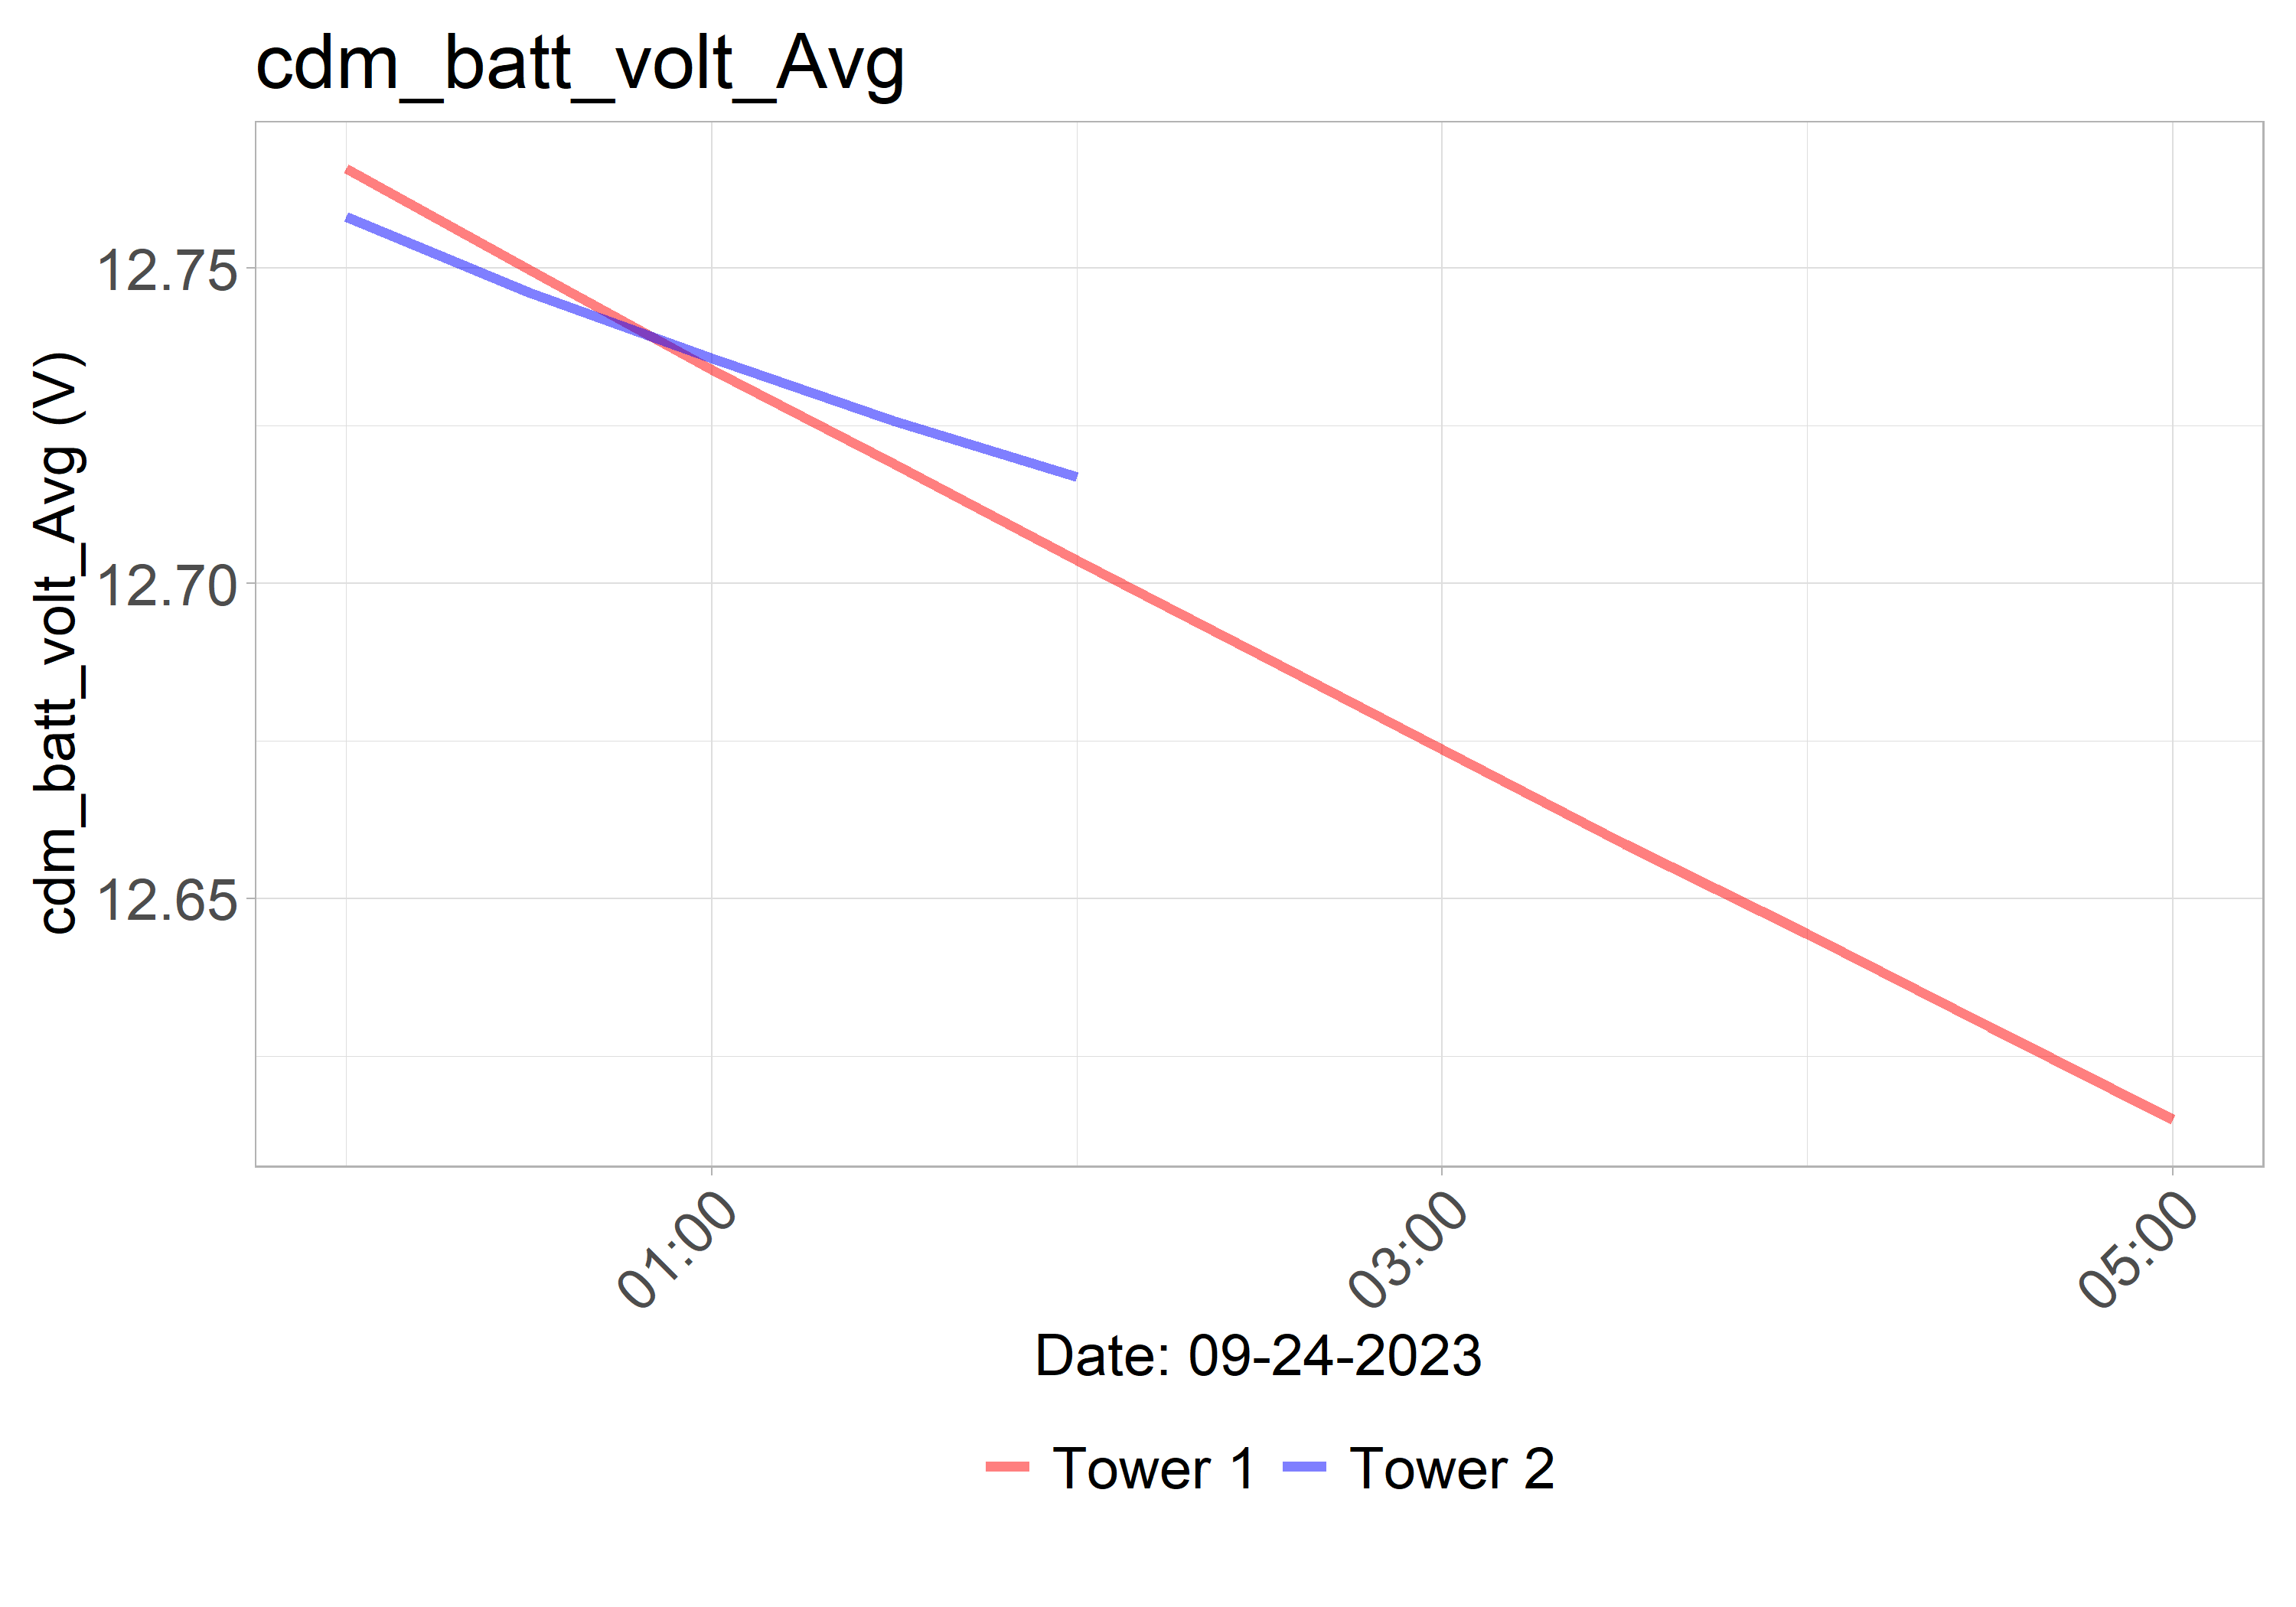 cdm_batt_volt_Avg
cdm_batt_volt_Avg (V)
12.75
12.70
12.65
01:00
03:00
05:00
Date: 09-24-2023
Tower 1
Tower 2